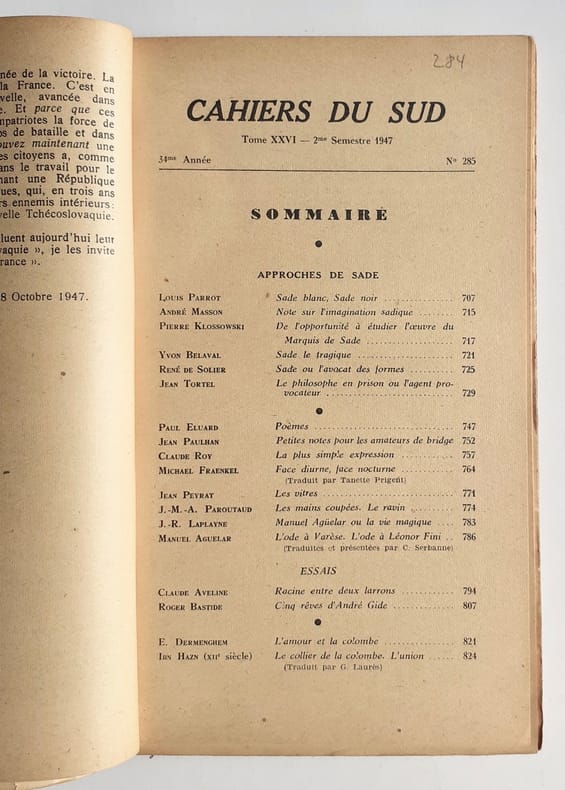 née de la victoire. La
la France. C'est en
velle, avancée dans
Et parce que ces
mpatriotes la force de
os de bataille et dans
ouvez maintenant une
es citoyens a, comme
ans le travail pour le
nant une République
ues, qui, en trois ans
rs ennemis intérieurs :
velle Tchécoslovaquie.
luent aujourd'hui leur
vaquie », je les invite
rance ».
8 Octobre 1947.
284
CAHIERS DU SUD
Tome XXVI — 2me Semestre 1947
34me Année N° 285
SOMMAIRE
APPROCHES DE SADE
LOUIS PARROT Sade blanc, Sade noir .............. 707
ANDRÉ MASSON Note sur l'imagination sadique ........ 715
PIERRE KLOSSOWSKI De l'opportunité à étudier l'œuvre du
Marquis de Sade .................. 717
YVON BELAVAL Sade le tragique .................... 721
RENÉ DE SOLIER Sade ou l'avocat des formes .......... 725
JEAN TORTEL Le philosophe en prison ou l'agent pro-
vocateur .......................... 729
PAUL ELUARD Poèmes ............................ 747
JEAN PAULHAN Petites notes pour les amateurs de bridge 752
CLAUDE ROY La plus simple expression ............ 757
MICHAEL FRAENKEL Face diurne, face nocturne ............ 764
(Traduit par Tanette Prigent)
JEAN PEYRAT Les vitres .......................... 771
J.-M.-A. PAROUTAUD Les mains coupées. Le ravin .......... 774
J.-R. LAPLAYNE Manuel Agüelar ou la vie magique .... 783
MANUEL AGUELAR L'ode à Varèse. L'ode à Léonor Fini .. 786
(Traduites et présentées par C. Serbanne)
ESSAIS
CLAUDE AVELINE Racine entre deux larrons ............ 794
ROGER BASTIDE Cinq rêves d'André Gide .............. 807
E. DERMENGHEM L'amour et la colombe ................ 821
IBN HAZN (XIIe siècle) Le collier de la colombe. L'union ...... 824
(Traduit par G. Laurès)